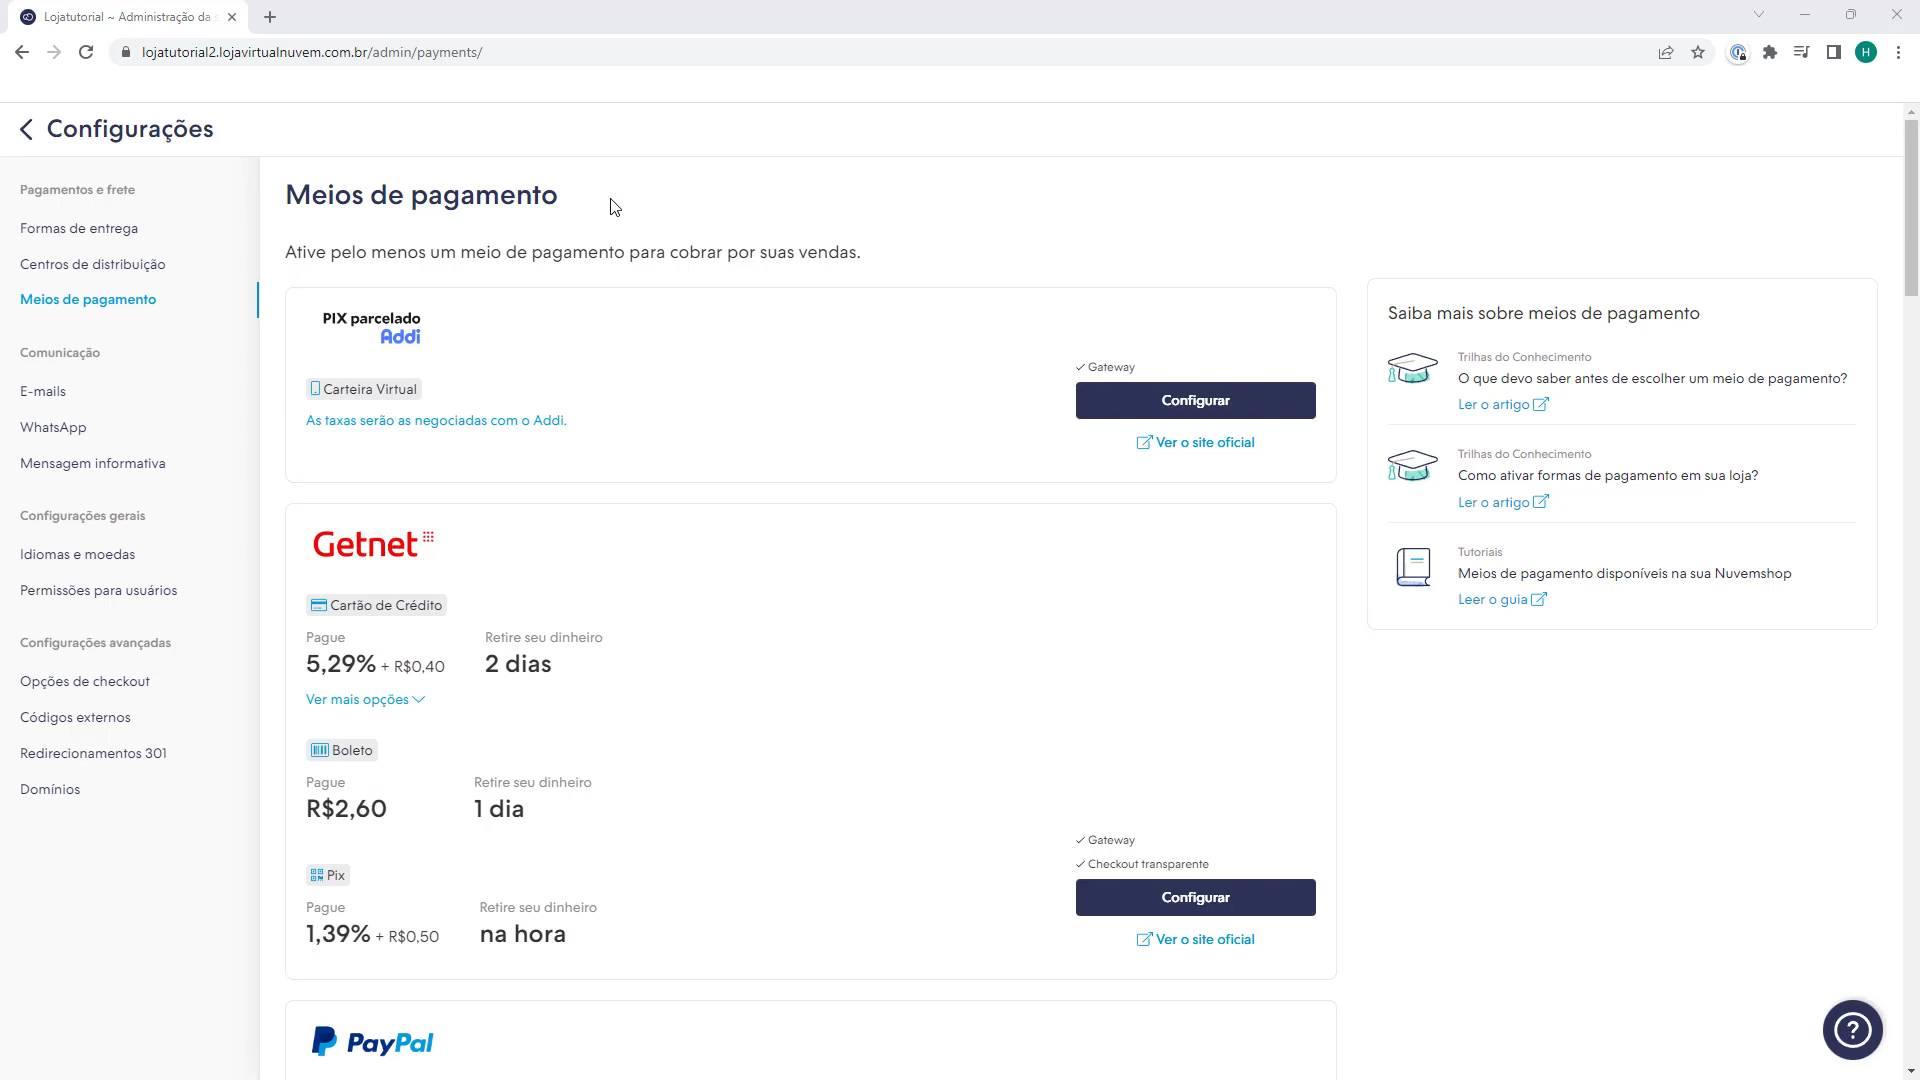 Lojatutorial ~ Administração da
lojatutorial2.lojavirtualnuvem.com.br/admin/payments/
H
Configurações
Pagamentos e frete
Formas de entrega
Centros de distribuição
Meios de pagamento
Comunicação
E-mails
WhatsApp
Mensagem informativa
Configurações gerais
Idiomas e moedas
Permissões para usuários
Configurações avançadas
Opções de checkout
Códigos externos
Redirecionamentos 301
Domínios
Meios de pagamento
Ative pelo menos um meio de pagamento para cobrar por suas vendas.
PIX parcelado
Addi
Carteira Virtual
As taxas serão as negociadas com o Addi.
Gateway
Configurar
Ver o site oficial
Getnet
Cartão de Crédito
Pague
Retire seu dinheiro
5,29% + R$0,40
2 dias
Ver mais opções
Boleto
Pague
Retire seu dinheiro
R$2,60
1 dia
Pix
Pague
Retire seu dinheiro
1,39% + R$0,50
na hora
Gateway
Checkout transparente
Configurar
Ver o site oficial
PayPal
Saiba mais sobre meios de pagamento
Trilhas do Conhecimento
O que devo saber antes de escolher um meio de pagamento?
Ler o artigo
Trilhas do Conhecimento
Como ativar formas de pagamento em sua loja?
Ler o artigo
Tutoriais
Meios de pagamento disponíveis na sua Nuvemshop
Leer o guia
?